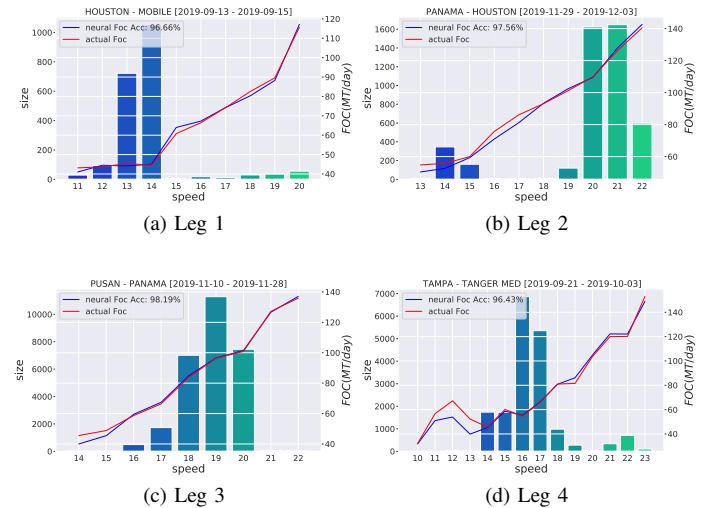 HOUSTON - MOBILE [2019-09-13 - 2019-09-15]
neural Foc Acc: 96.66%
actual Foc
size
1000
800
600
400
200
0
120
110
100
90
80
70
60
50
40
FOC(MT/day)
11 12 13 14 15 16 17 18 19 20
speed
(a) Leg 1
PANAMA - HOUSTON [2019-11-29 - 2019-12-03]
neural Foc Acc: 97.56%
actual Foc
size
1600
1400
1200
1000
800
600
400
200
0
140
120
100
80
60
FOC(MT/day)
13 14 15 16 17 18 19 20 21 22
speed
(b) Leg 2
PUSAN - PANAMA [2019-11-10 - 2019-11-28]
neural Foc Acc: 98.19%
actual Foc
size
10000
8000
6000
4000
2000
0
140
120
100
80
60
40
FOC(MT/day)
14 15 16 17 18 19 20 21 22
speed
(c) Leg 3
TAMPA - TANGER MED [2019-09-21 - 2019-10-03]
neural Foc Acc: 96.43%
actual Foc
size
7000
6000
5000
4000
3000
2000
1000
0
140
120
100
80
60
40
FOC(MT/day)
10 11 12 13 14 15 16 17 18 19 20 21 22 23
speed
(d) Leg 4